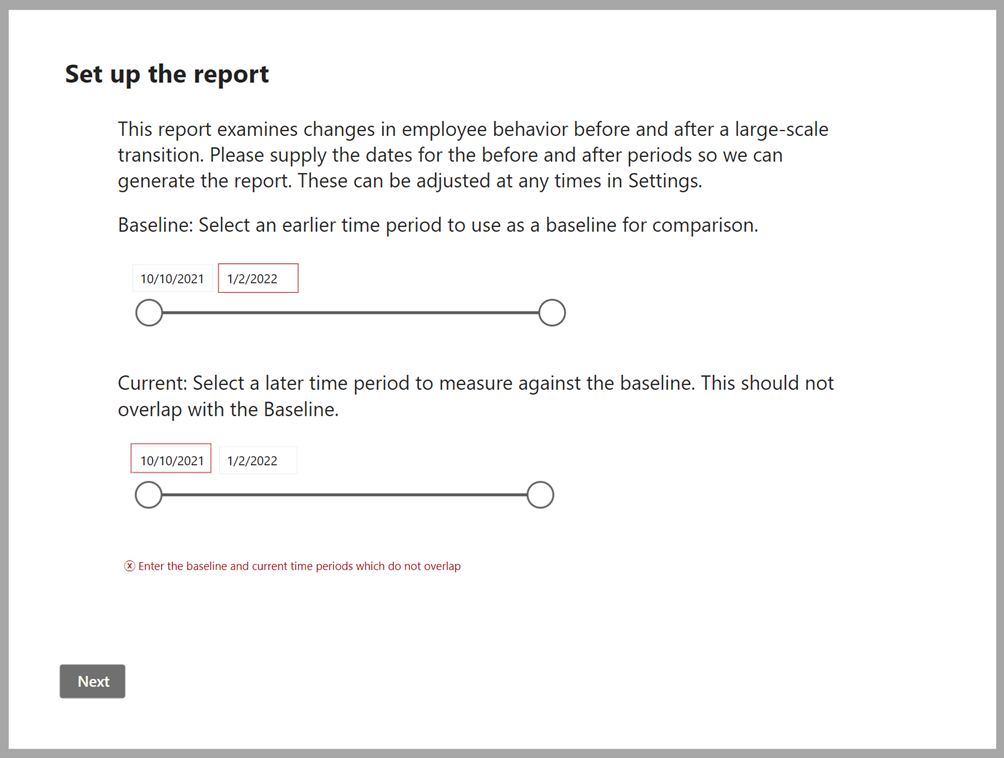 Set up the report
This report examines changes in employee behavior before and after a large-scale
transition. Please supply the dates for the before and after periods so we can
generate the report. These can be adjusted at any times in Settings.
Baseline: Select an earlier time period to use as a baseline for comparison.
10/10/2021 1/2/2022
Current: Select a later time period to measure against the baseline. This should not
overlap with the Baseline.
10/10/2021 1/2/2022
Enter the baseline and current time periods which do not overlap
Next